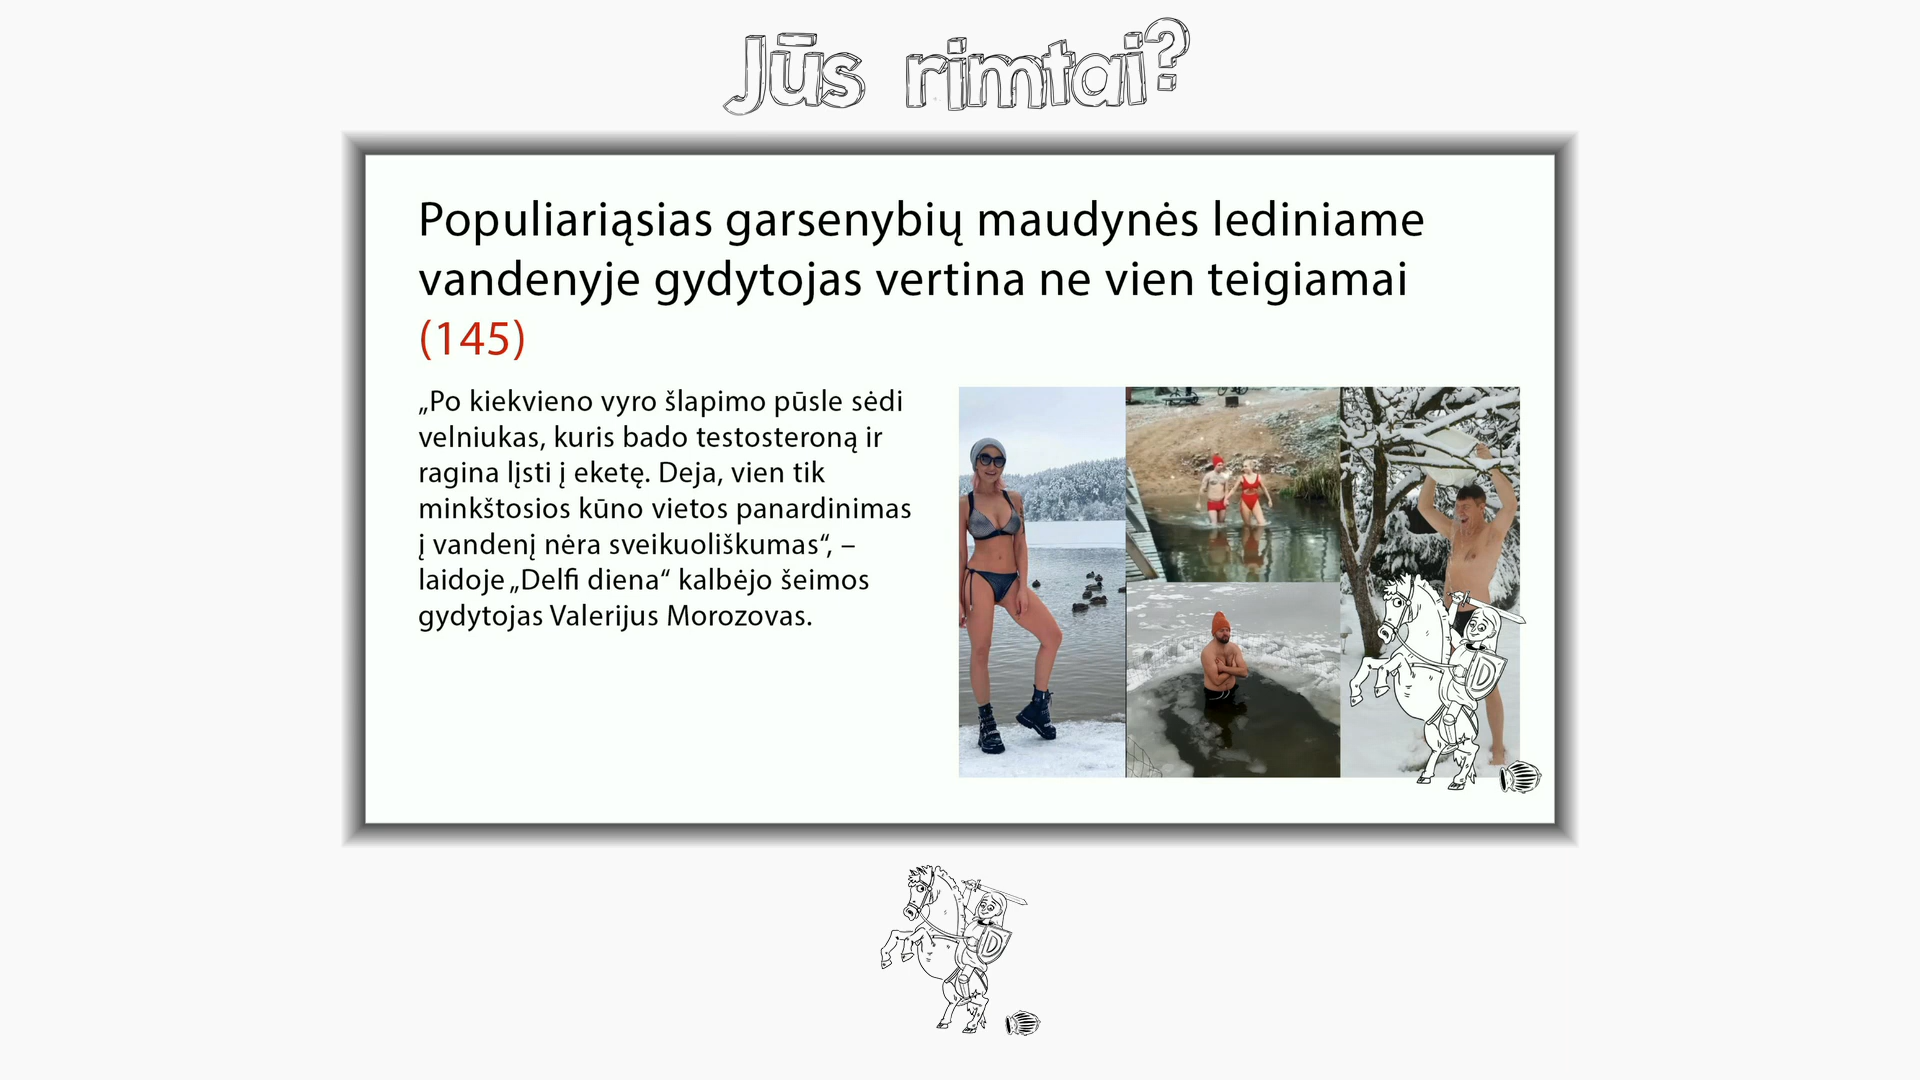 Jūs rimtai?
Populiariąsias garsenybių maudynės lediniame
vandenyje gydytojas vertina ne vien teigiamai
(145)
„Po kiekvieno vyro šlapimo pūsle sėdi
velniukas, kuris bado testosteroną ir
ragina lįsti į eketę. Deja, vien tik
minkštosios kūno vietos panardinimas
į vandenį nėra sveikuoliškumas“, –
laidoje „Delfi diena“ kalbėjo šeimos
gydytojas Valerijus Morozovas.
D
D